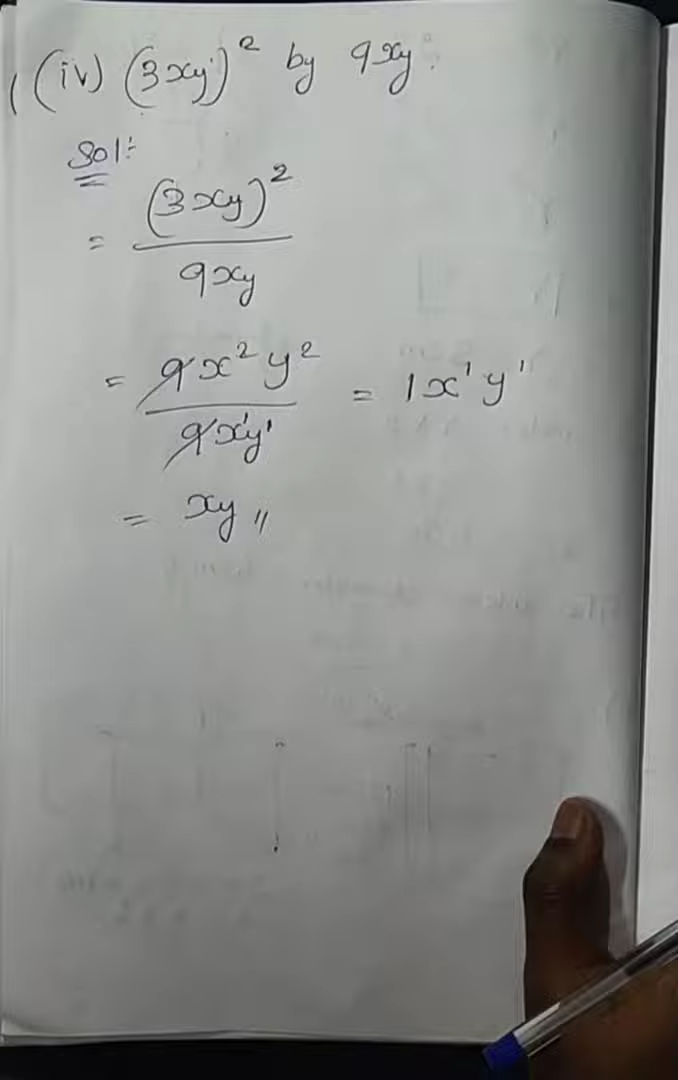 (iv) (3xy)² by 9xy.
Sol:-
= (3xy)² / 9xy
= 9x²y² / 9x¹y¹ = 1x¹y¹
= xy //